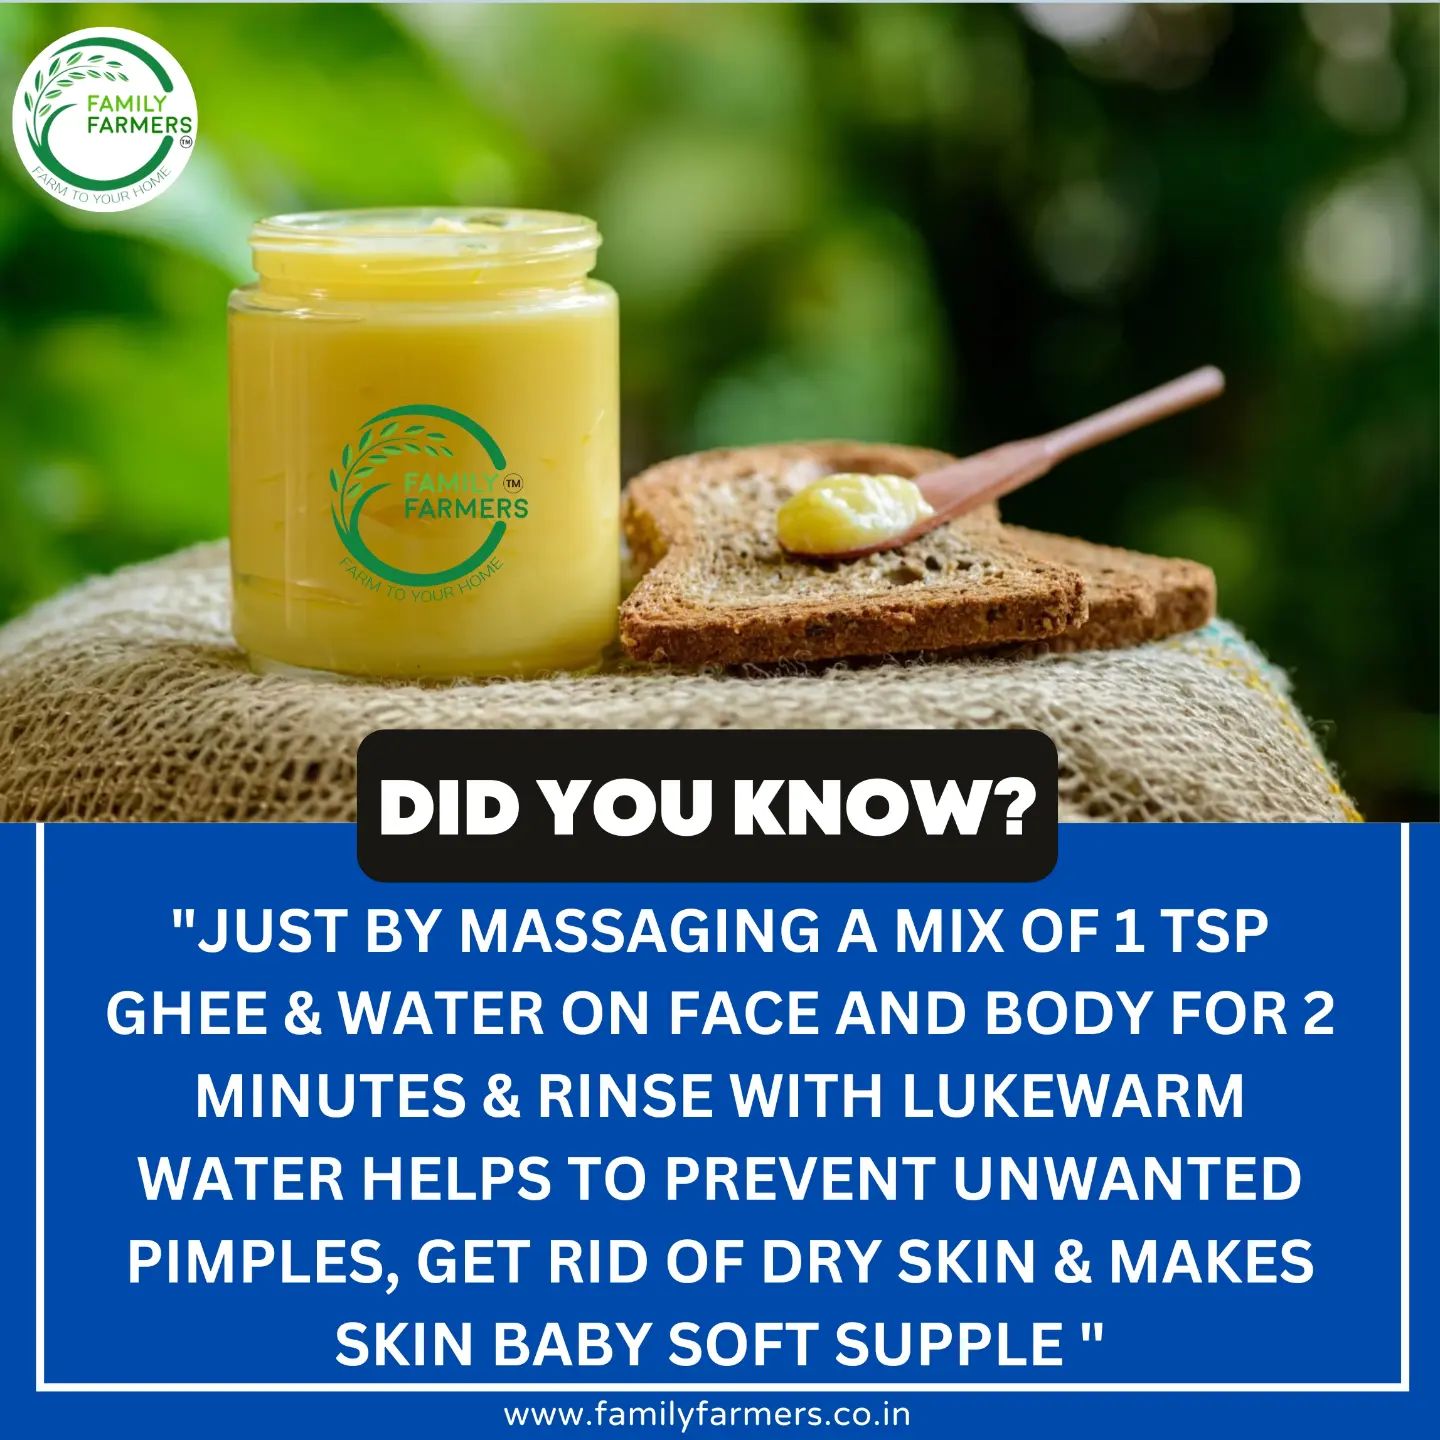 FAMILY
FARMERS
TM
FARM TO YOUR HOME
FAMILY TM
FARMERS
FARM TO YOUR HOME
DID YOU KNOW?
"JUST BY MASSAGING A MIX OF 1 TSP
GHEE & WATER ON FACE AND BODY FOR 2
MINUTES & RINSE WITH LUKEWARM
WATER HELPS TO PREVENT UNWANTED
PIMPLES, GET RID OF DRY SKIN & MAKES
SKIN BABY SOFT SUPPLE "
www.familyfarmers.co.in